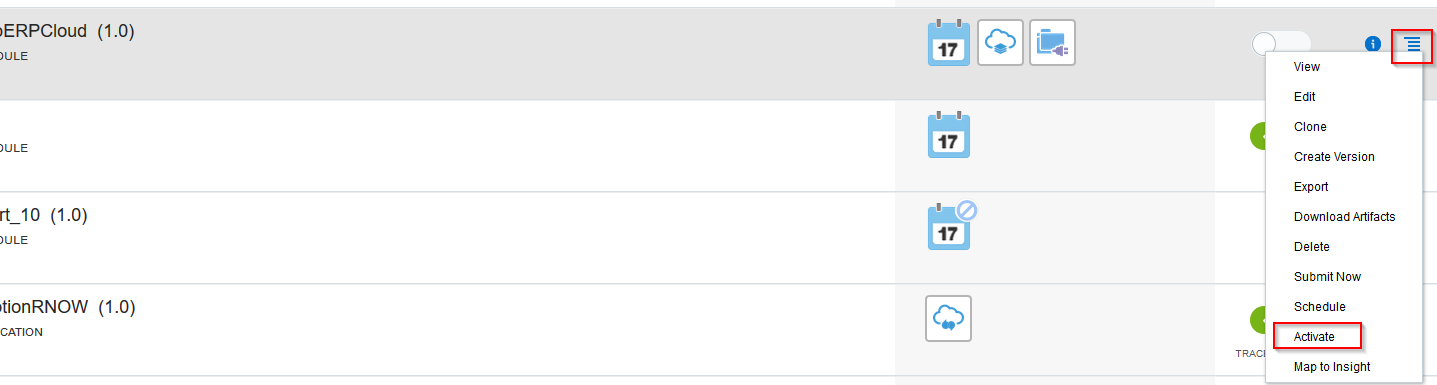 ERPCloud (1.0)
DULE
17
View
Edit
DULE
17
Clone
Create Version
Export
rt_10 (1.0)
DULE
17
Download Artifacts
Delete
Submit Now
otionRNOW (1.0)
CATION
Schedule
Activate
TRAC
Map to Insight